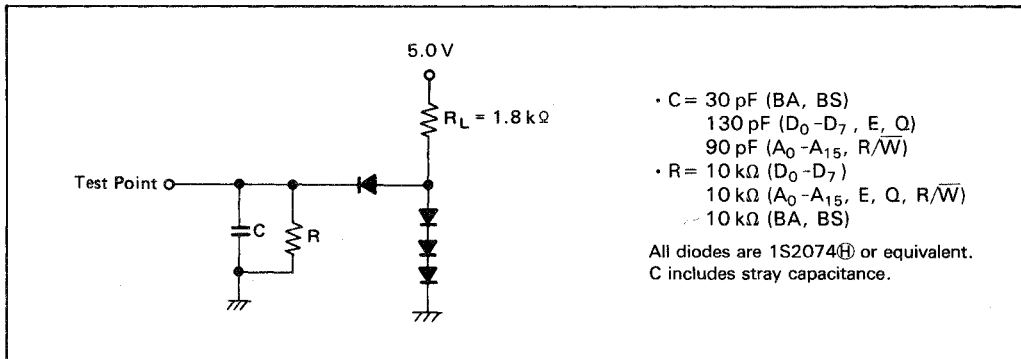 5.0 V
R_L = 1.8 kΩ
Test Point
C
R
· C = 30 pF (BA, BS)
130 pF (D₀-D₇, E, Q)
90 pF (A₀-A₁₅, R/W̅)
· R = 10 kΩ (D₀-D₇)
10 kΩ (A₀-A₁₅, E, Q, R/W̅)
10 kΩ (BA, BS)
All diodes are 1S2074Ⓗ or equivalent.
C includes stray capacitance.